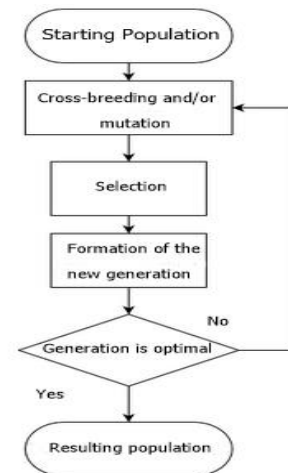 Starting Population
Cross-breeding and/or
mutation
Selection
Formation of the
new generation
No
Generation is optimal
Yes
Resulting population